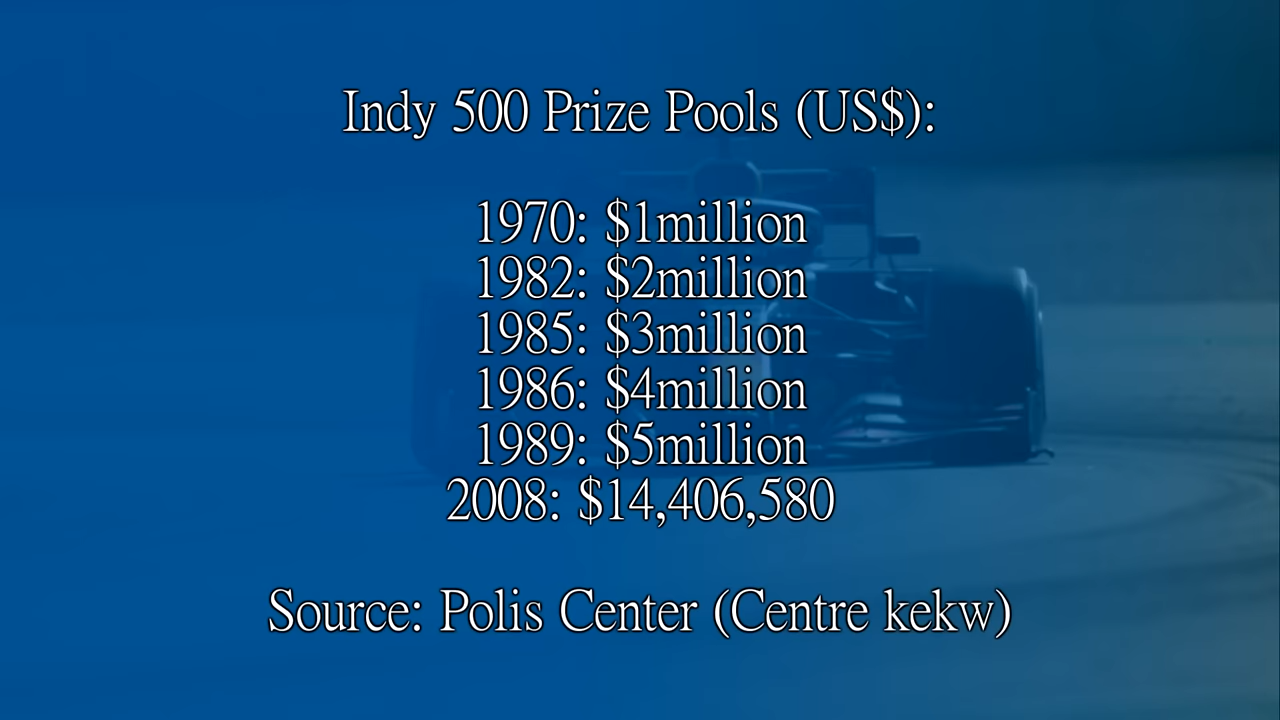 Indy 500 Prize Pools (US$):
1970: $1million
1982: $2million
1985: $3million
1986: $4million
1989: $5million
2008: $14,406,580
Source: Polis Center (Centre kekw)